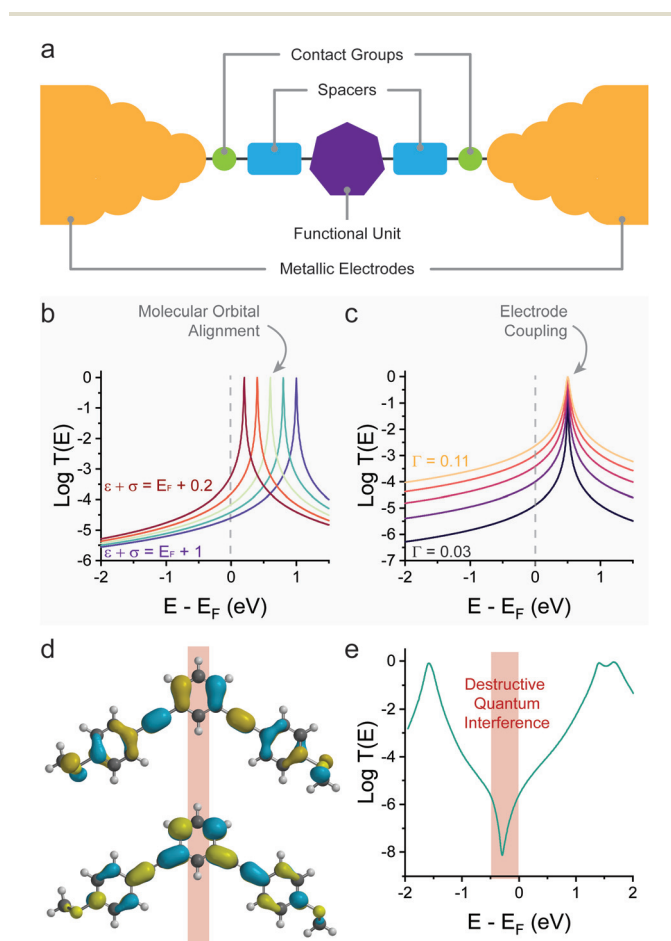 a
Contact Groups
Spacers
Functional Unit
Metallic Electrodes
b
Molecular Orbital
Alignment
0
-1
-2
-3
-4
-5
-6
Log T(E)
ε + σ = E_F + 0.2
ε + σ = E_F + 1
-2
-1
0
1
E - E_F (eV)
c
Electrode
Coupling
0
-1
-2
-3
-4
-5
-6
-7
Log T(E)
Γ = 0.11
Γ = 0.03
-2
-1
0
1
E - E_F (eV)
d
e
Destructive
Quantum
Interference
0
-2
-4
-6
-8
Log T(E)
-2
-1
0
1
2
E - E_F (eV)